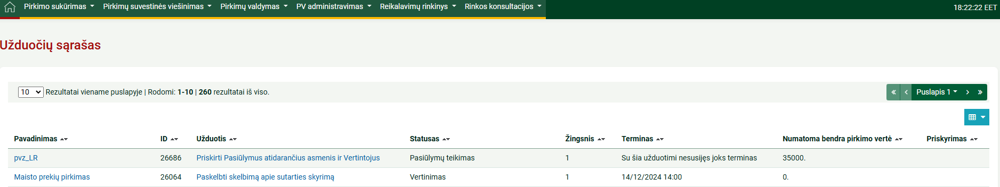 Pirkimo sukūrimas Pirkimų suvestinės viešinimas Pirkimų valdymas PV administravimas Reikalavimų rinkinys Rinkos konsultacijos 18:22:22 EET
Užduočių sąrašas
10 Rezultatai viename puslapyje | Rodomi: 1-10 | 260 rezultatai iš viso. « ‹ Puslapis 1 › »
Pavadinimas ID Užduotis Statusas Žingsnis Terminas Numatoma bendra pirkimo vertė Priskyrimas
pvz_LR 26686 Priskirti Pasiūlymus atidarančius asmenis ir Vertintojus Pasiūlymų teikimas 1 Su šia užduotimi nesusijęs joks terminas 35000.
Maisto prekių pirkimas 26064 Paskelbti skelbimą apie sutarties skyrimą Vertinimas 1 14/12/2024 14:00 0.